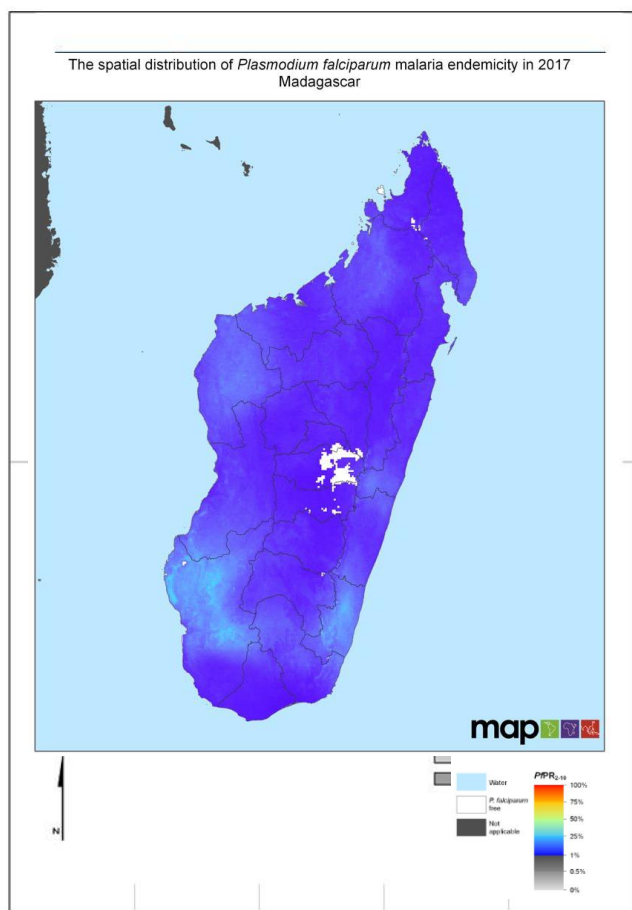 The spatial distribution of Plasmodium falciparum malaria endemicity in 2017
Madagascar
map
N
Water
P. falciparum
free
Not
applicable
PfPR2-10
100%
75%
50%
25%
1%
0.5%
0%